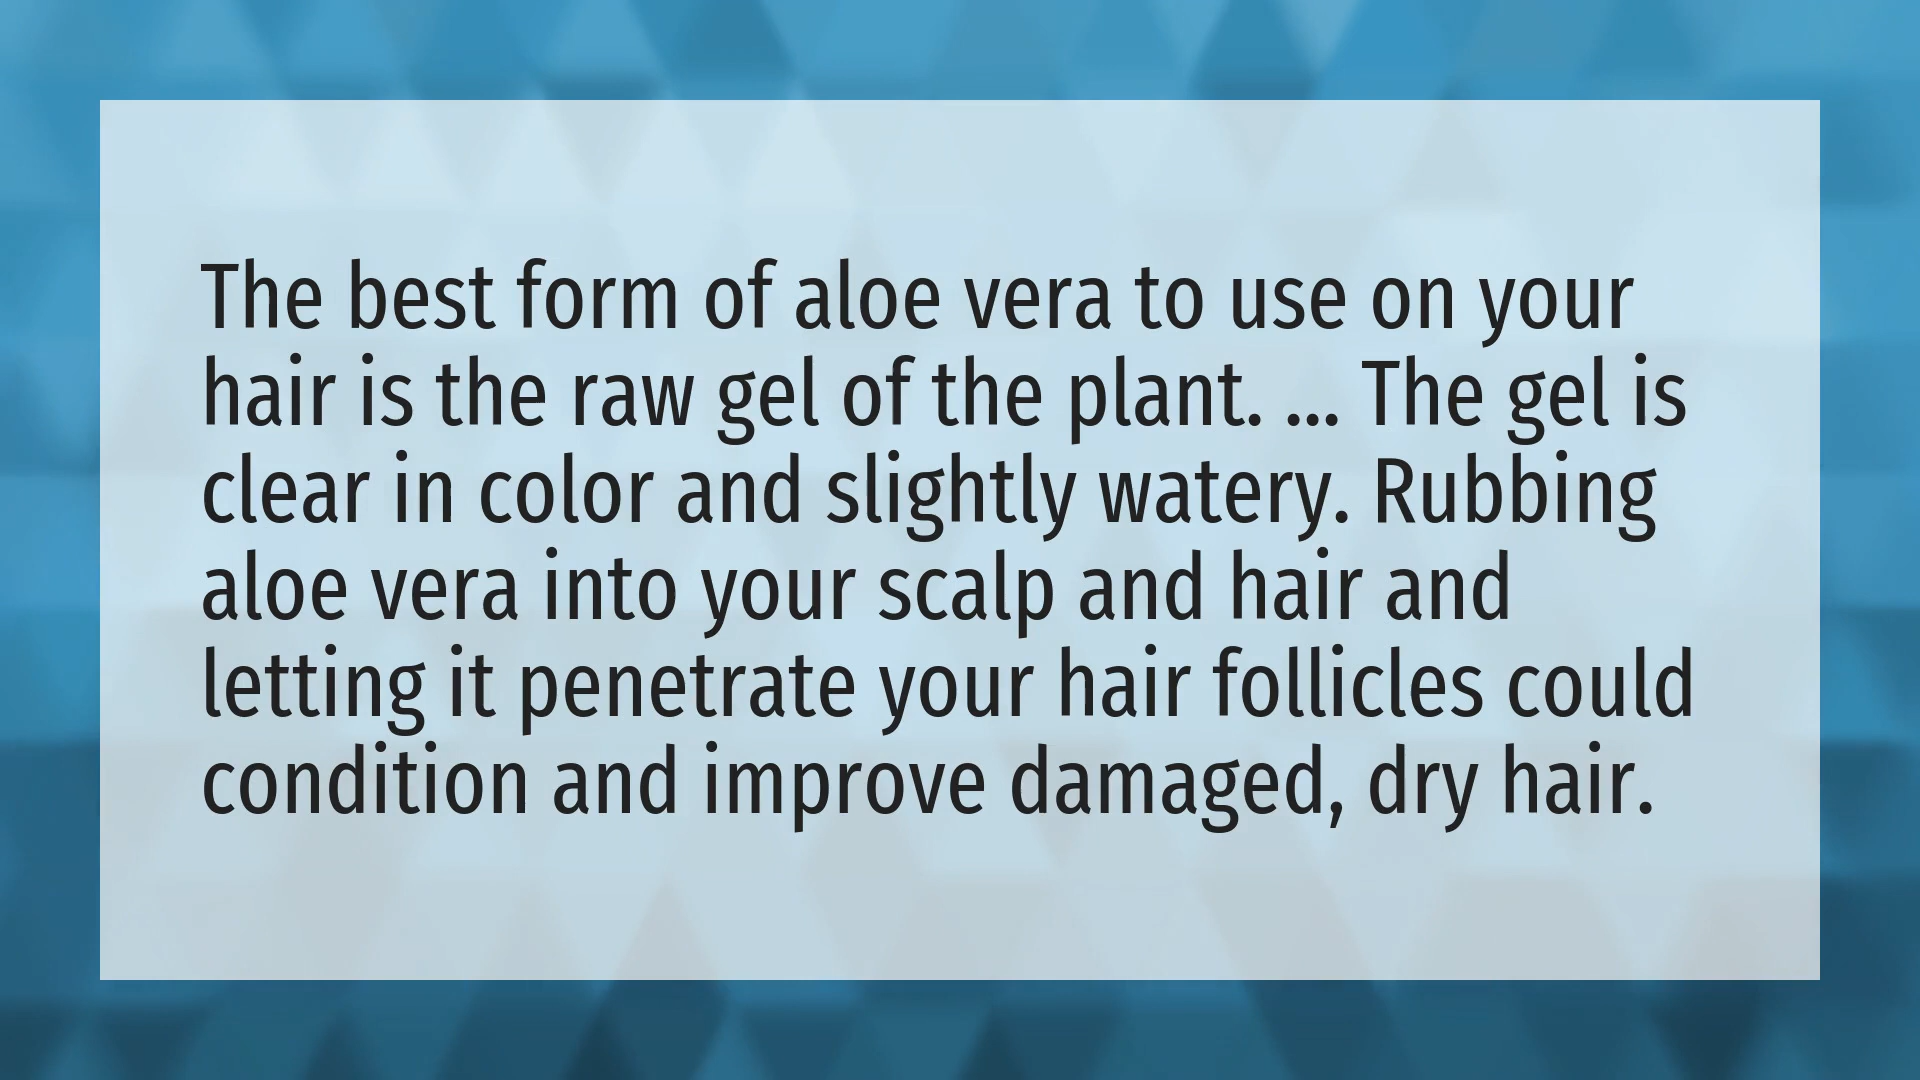 The best form of aloe vera to use on your
hair is the raw gel of the plant. ... The gel is
clear in color and slightly watery. Rubbing
aloe vera into your scalp and hair and
letting it penetrate your hair follicles could
condition and improve damaged, dry hair.